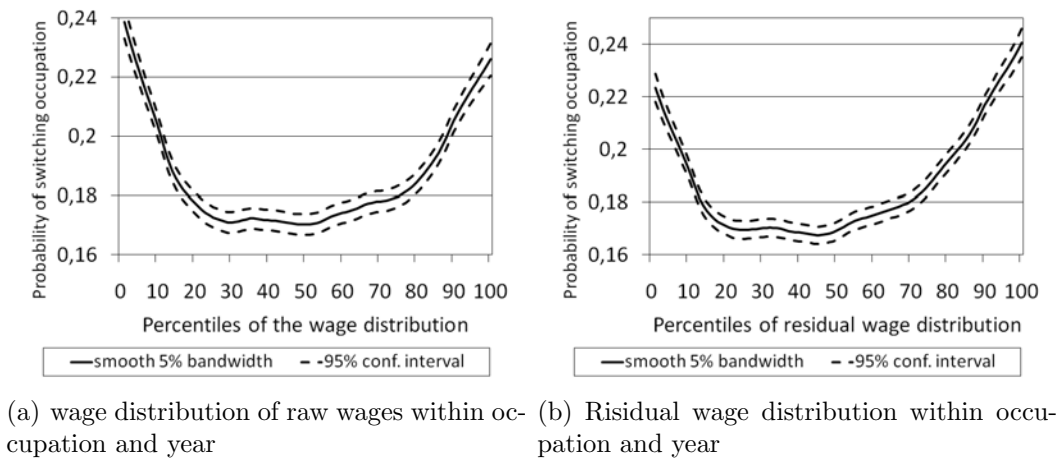 0,24
0,22
0,2
0,18
0,16
Probability of switching occupation
0 10 20 30 40 50 60 70 80 90 100
Percentiles of the wage distribution
smooth 5% bandwidth - -95% conf. interval
(a) wage distribution of raw wages within oc-
cupation and year
0,24
0,22
0,2
0,18
0,16
Probability of switching occupation
0 10 20 30 40 50 60 70 80 90 100
Percentiles of residual wage distribution
smooth 5% bandwidth - -95% conf. interval
(b) Risidual wage distribution within occu-
pation and year